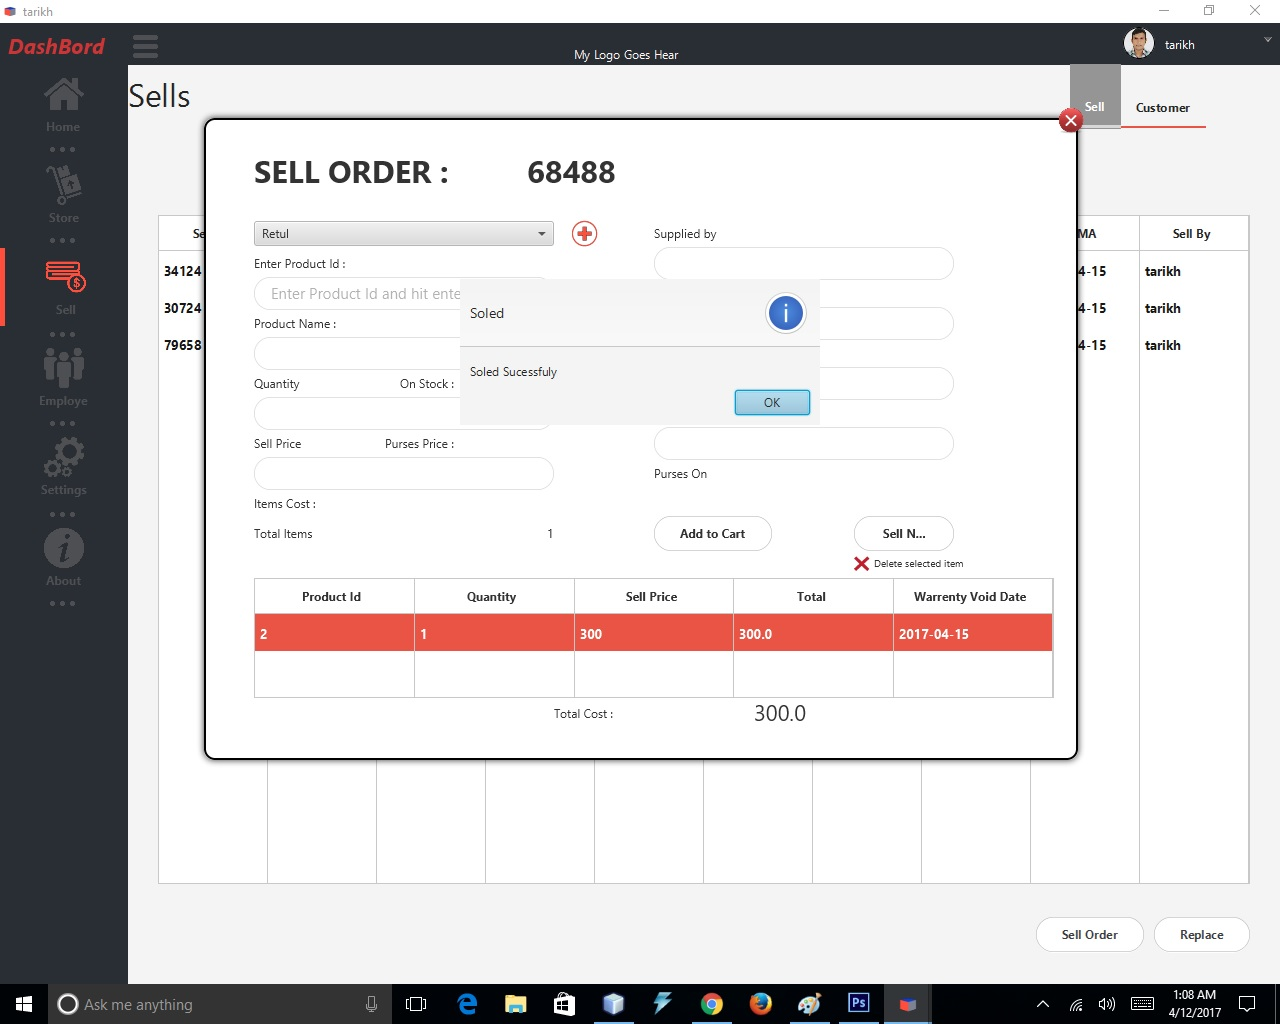 tarikh
DashBord
My Logo Goes Hear
tarikh
Sells
Sell
Customer
Home
Store
Sell
Employe
Settings
About
SELL ORDER : 68488
Retul
Supplied by
Enter Product Id :
Enter Product Id and hit ente
Product Name :
Quantity On Stock :
Sell Price Purses Price :
Purses On
Items Cost :
Total Items 1
Add to Cart
Sell N...
Delete selected item
Soled
i
Soled Sucessfuly
OK
Product Id Quantity Sell Price Total Warrenty Void Date
2 1 300 300.0 2017-04-15
Total Cost : 300.0
Se MA Sell By
34124 4-15 tarikh
30724 4-15 tarikh
79658 4-15 tarikh
Sell Order
Replace
Ask me anything
Ps
1:08 AM
4/12/2017